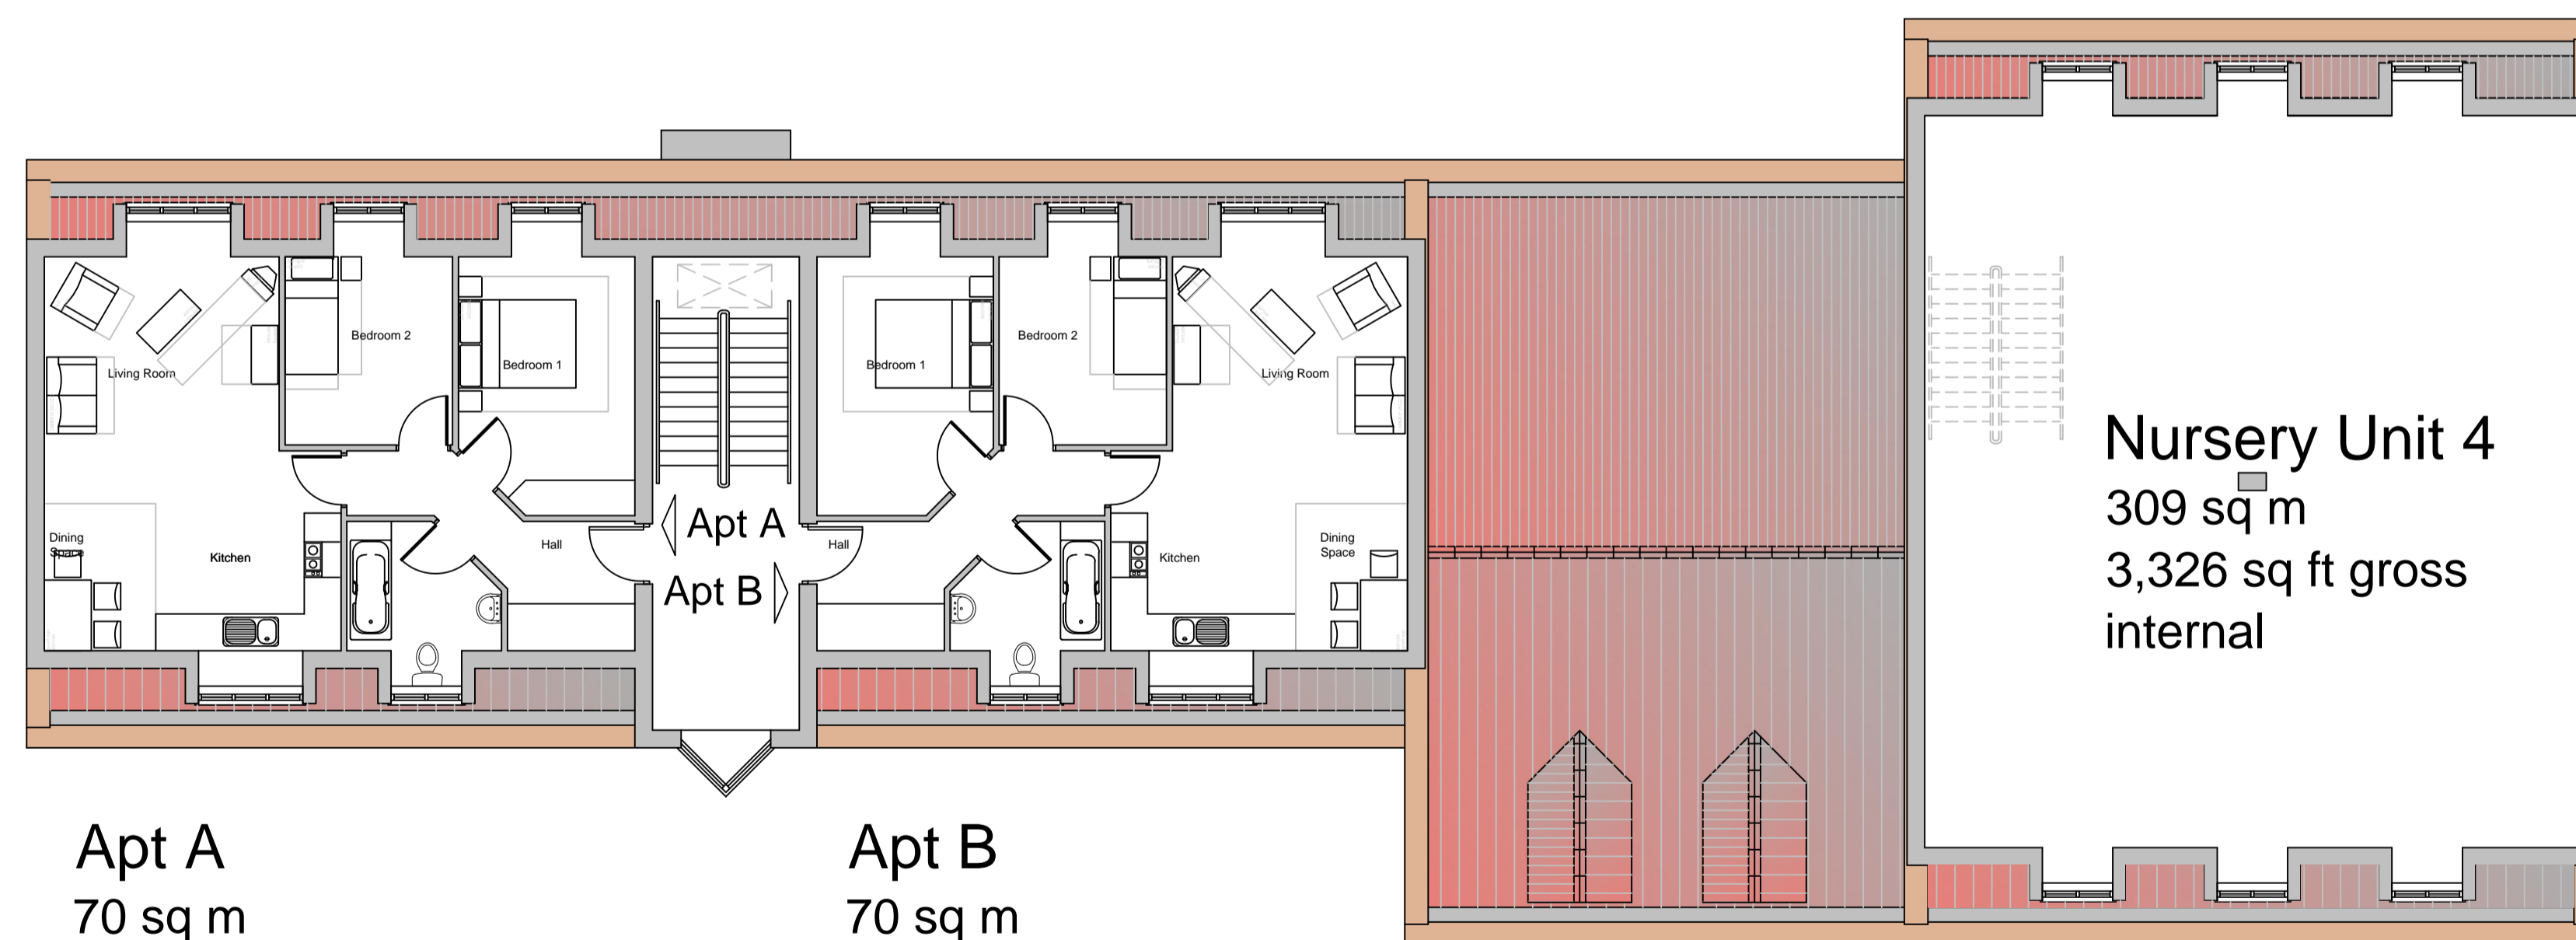 Bedroom 2
Bedroom 1
Living Room
Dining
Space
Kitchen
Hall
Apt A
Apt B
Hall
Bedroom 1
Bedroom 2
Living Room
Kitchen
Dining
Space
Nursery Unit 4
309 sq m
3,326 sq ft gross
internal
Apt A
70 sq m
Apt B
70 sq m